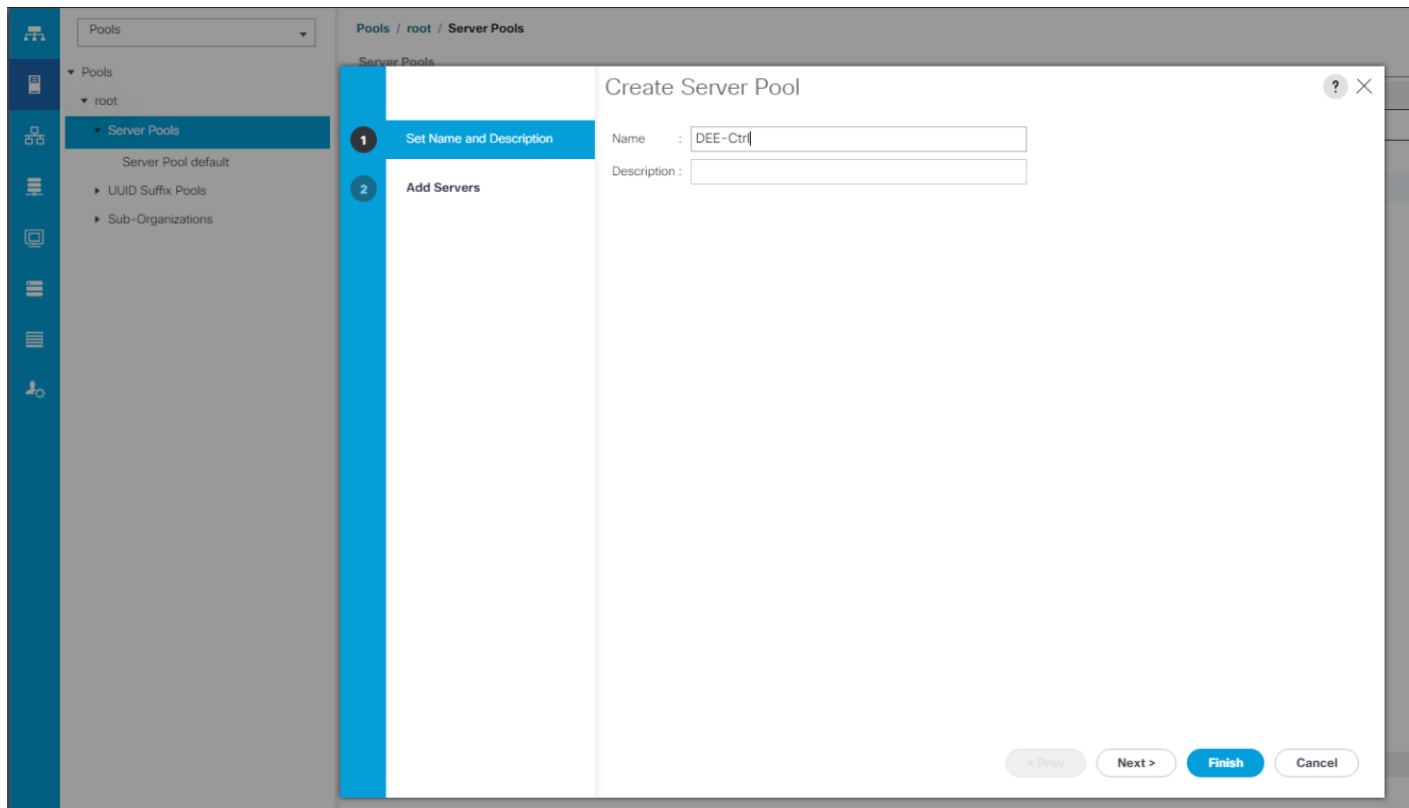 Pools
Pools / root / Server Pools
Server Pools
Pools
root
Server Pools
Server Pool default
UUID Suffix Pools
Sub-Organizations
Create Server Pool
?
1 Set Name and Description
2 Add Servers
Name : DEE-Ctrl
Description :
< Prev Next > Finish Cancel